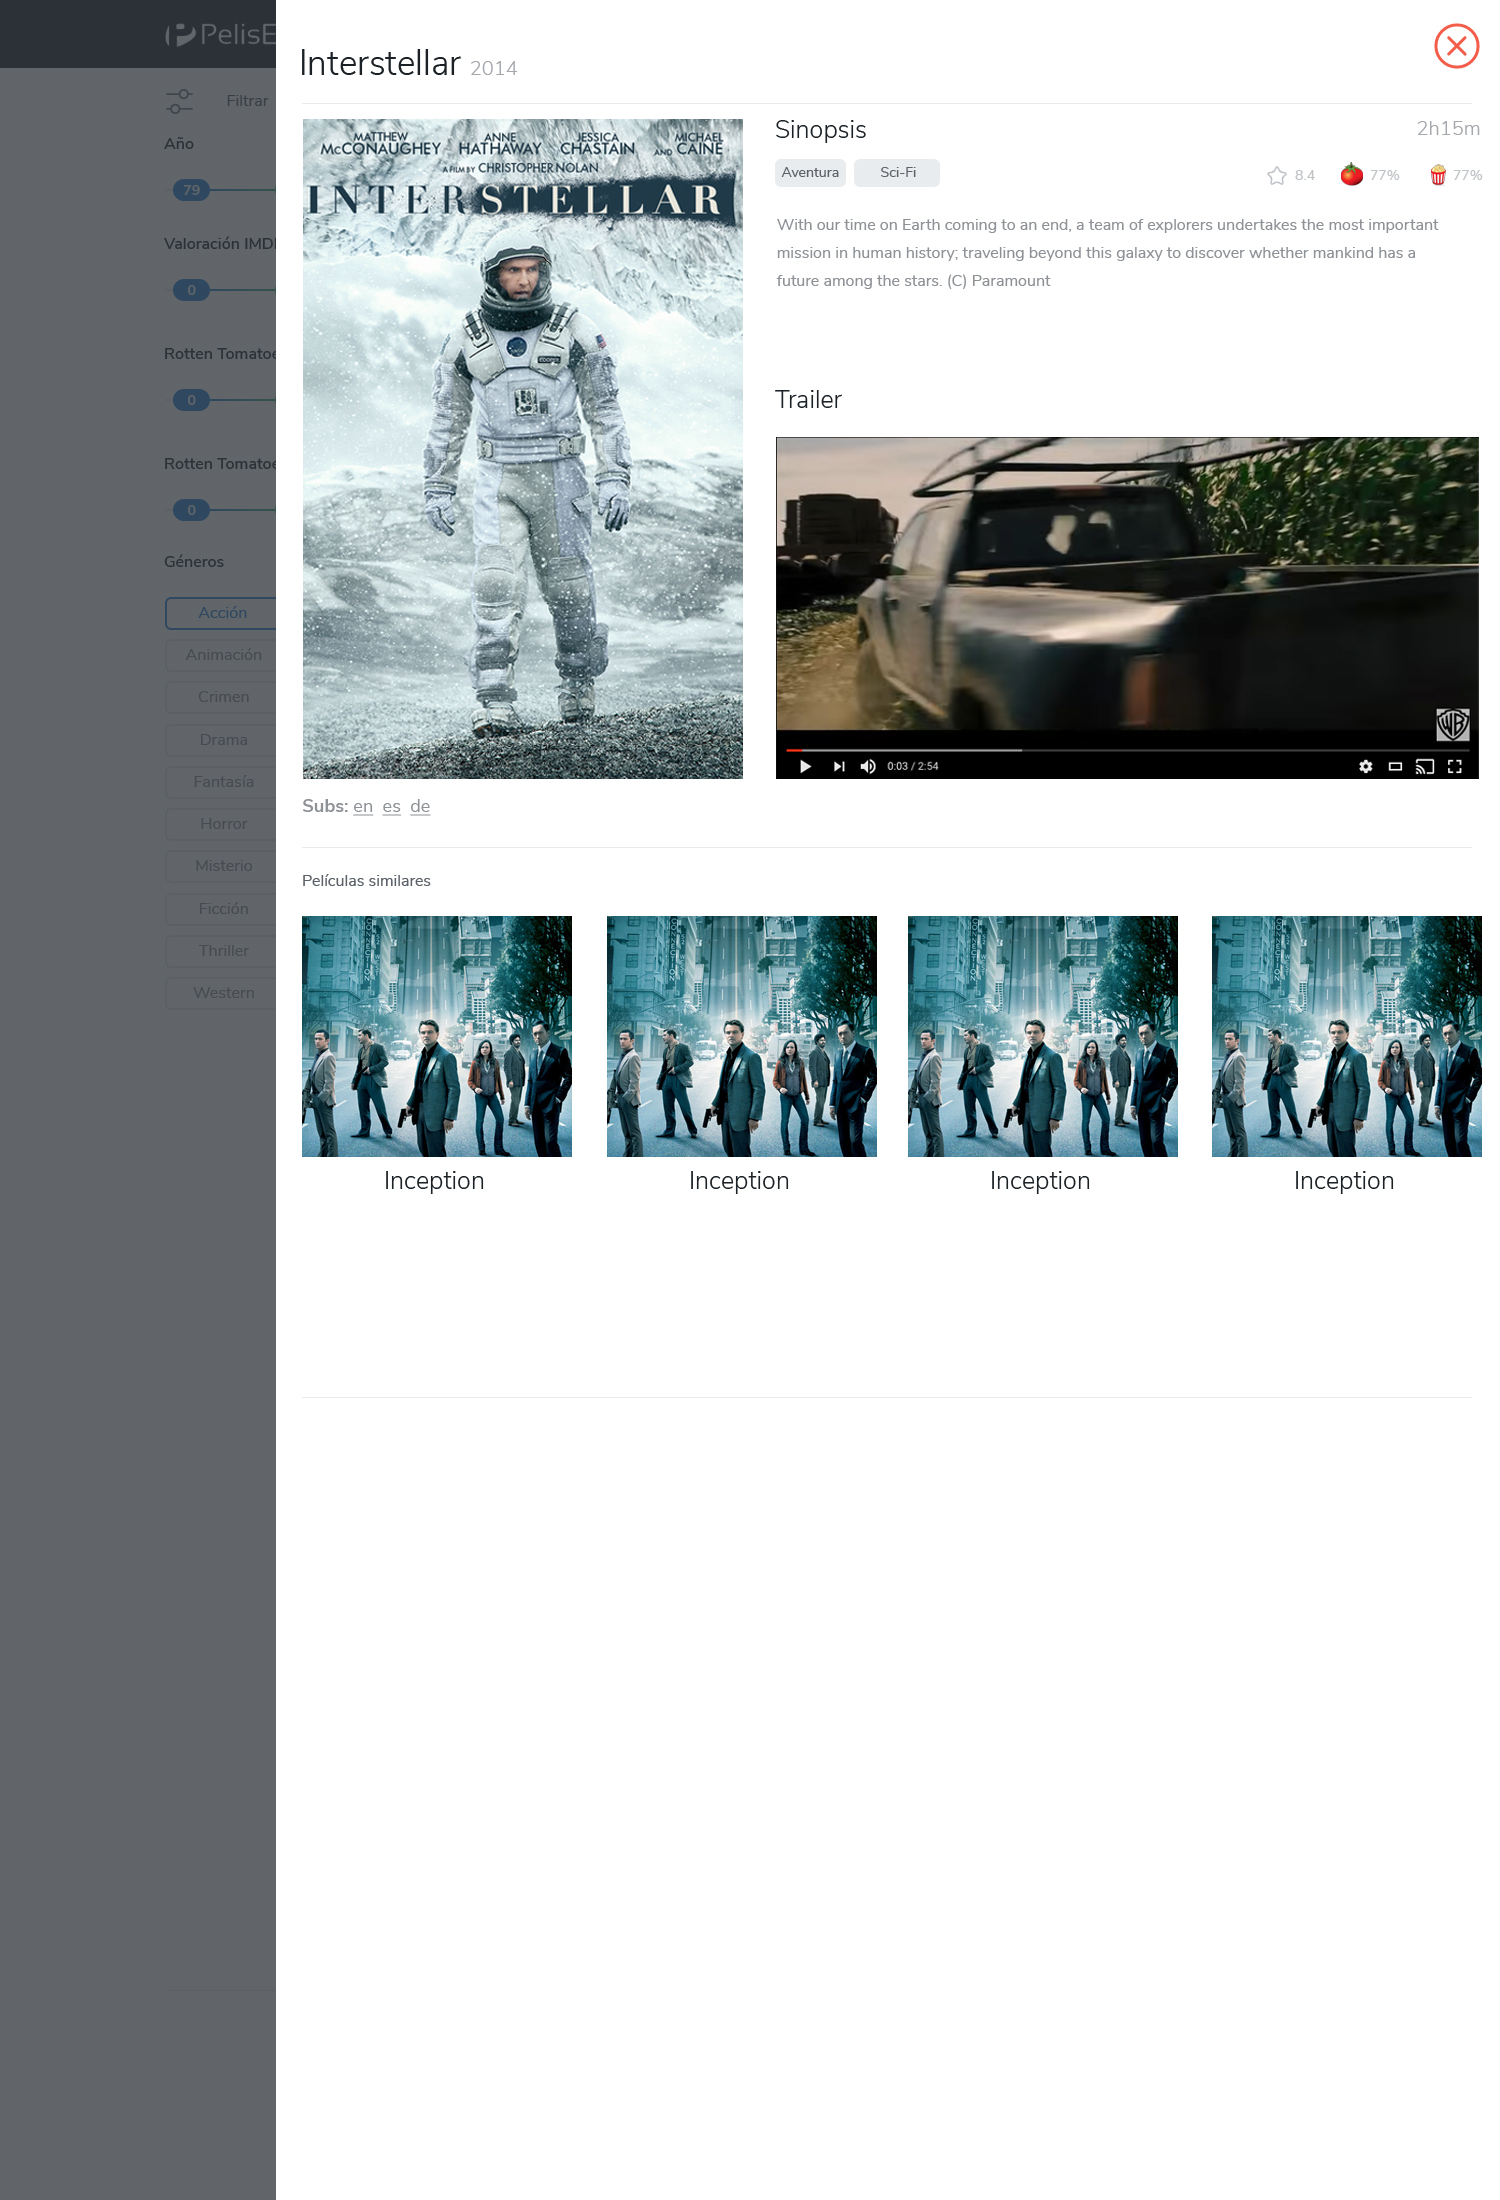 PelisE
Filtrar
Año
79
Valoración IMD
0
Rotten Tomatoe
0
Rotten Tomatoe
0
Géneros
Acción
Animación
Crimen
Drama
Fantasía
Horror
Misterio
Ficción
Thriller
Western
Interstellar 2014
MATTHEW McCONAUGHEY
ANNE HATHAWAY
JESSICA CHASTAIN
AND MICHAEL CAINE
A FILM BY CHRISTOPHER NOLAN
INTERSTELLAR
COOPER
Subs: en es de
Sinopsis
2h15m
Aventura Sci-Fi
8.4 77% 77%
With our time on Earth coming to an end, a team of explorers undertakes the most important
mission in human history; traveling beyond this galaxy to discover whether mankind has a
future among the stars. (C) Paramount
Trailer
WB
0:03 / 2:54
Películas similares
Inception
Inception
Inception
Inception